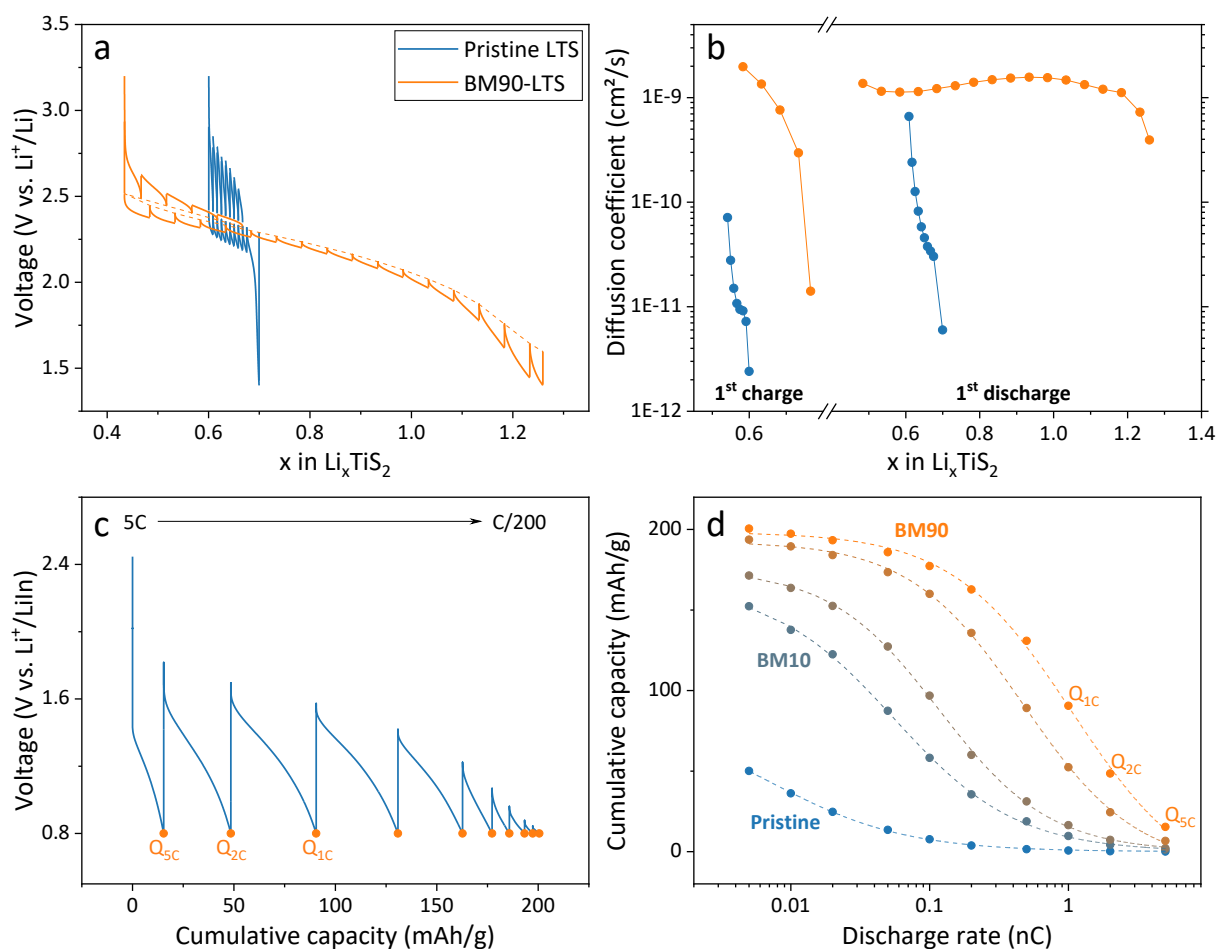 a
Pristine LTS
BM90-LTS
3.5
3.0
2.5
2.0
1.5
Voltage (V vs. Li⁺/Li)
0.4 0.6 0.8 1.0 1.2
x in LiₓTiS₂
b
1E-9
1E-10
1E-11
1E-12
Diffusion coefficient (cm²/s)
1ˢᵗ charge
1ˢᵗ discharge
0.6 0.6 0.8 1.0 1.2 1.4
x in LiₓTiS₂
c
5C
C/200
2.4
1.6
0.8
Voltage (V vs. Li⁺/LiIn)
Q5C
Q2C
Q1C
0 50 100 150 200
Cumulative capacity (mAh/g)
d
200
100
0
Cumulative capacity (mAh/g)
BM90
BM10
Pristine
Q1C
Q2C
Q5C
0.01 0.1 1
Discharge rate (nC)